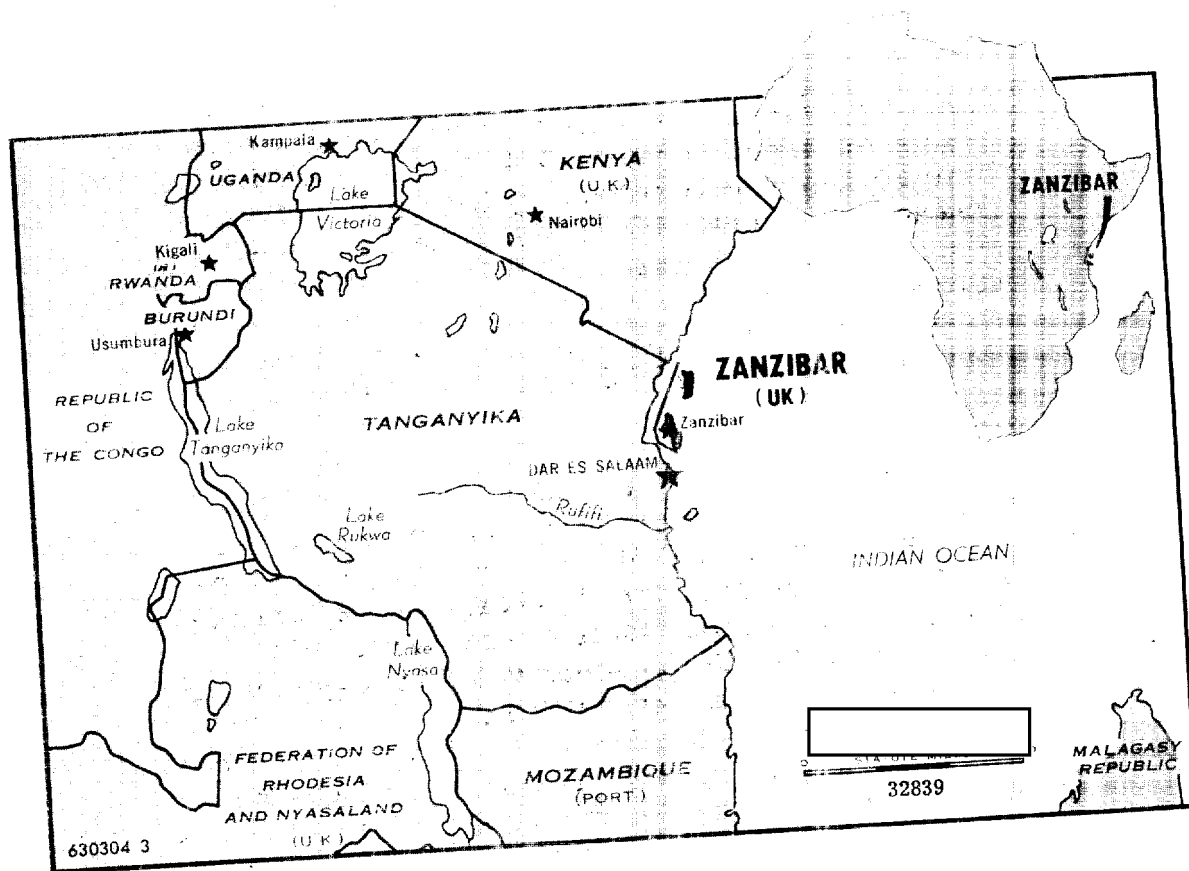 Kampala
UGANDA
Lake
Victoria
KENYA
(U.K.)
Nairobi
ZANZIBAR
Kigali
RWANDA
BURUNDI
Usumbura
ZANZIBAR
(UK)
Zanzibar
REPUBLIC
OF
THE CONGO
Lake
Tanganyika
TANGANYIKA
DAR ES SALAAM
Rufifi
Lake
Rukwa
INDIAN OCEAN
Lake
Nyasa
FEDERATION OF
RHODESIA
AND NYASALAND
(U.K.)
MOZAMBIQUE
(PORT.)
MALAGASY
REPUBLIC
32839
630304 3